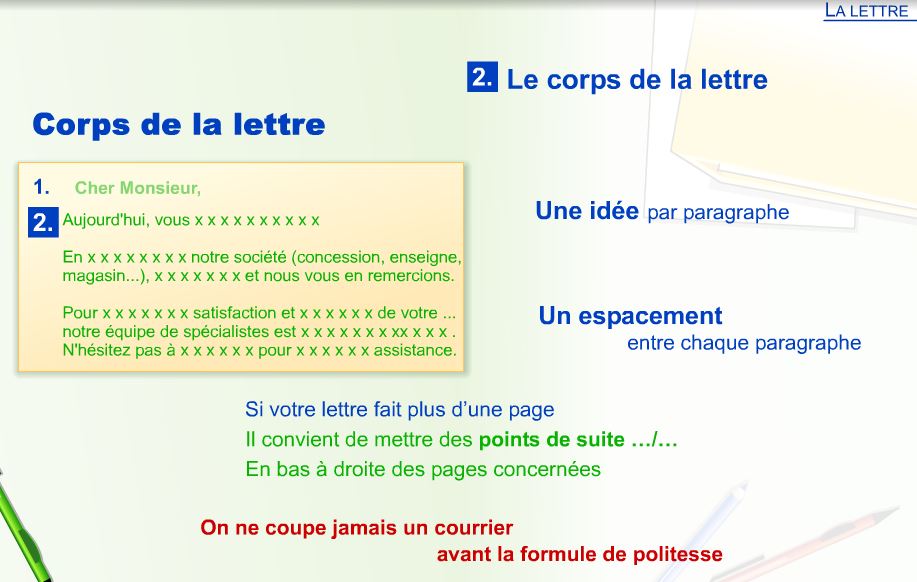 LA LETTRE
2. Le corps de la lettre
Corps de la lettre
1. Cher Monsieur,
2. Aujourd'hui, vous x x x x x x x x x x
En x x x x x x x x notre société (concession, enseigne,
magasin...), x x x x x x x et nous vous en remercions.
Pour x x x x x x x satisfaction et x x x x x x de votre ...
notre équipe de spécialistes est x x x x x x x xx x x x .
N'hésitez pas à x x x x x x pour x x x x x x assistance.
Une idée par paragraphe
Un espacement
entre chaque paragraphe
Si votre lettre fait plus d’une page
Il convient de mettre des points de suite …/…
En bas à droite des pages concernées
On ne coupe jamais un courrier
avant la formule de politesse